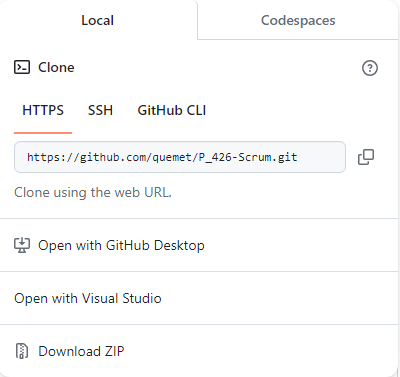 Local Codespaces
Clone
HTTPS SSH GitHub CLI
https://github.com/quemet/P_426-Scrum.git
Clone using the web URL.
Open with GitHub Desktop
Open with Visual Studio
Download ZIP